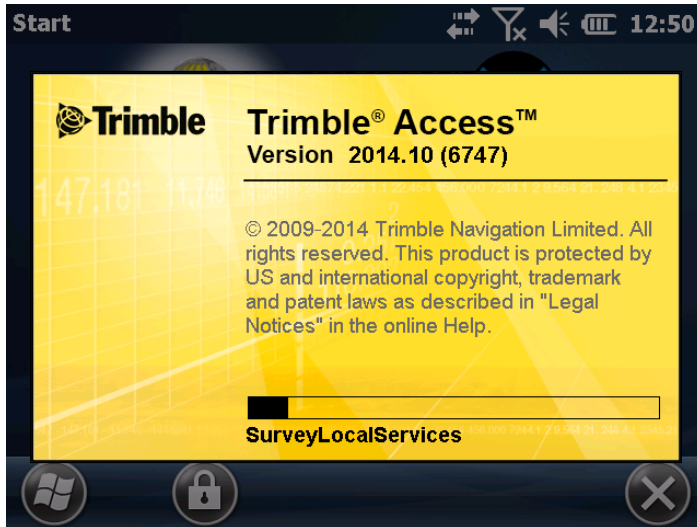 Start
12:50
Trimble
Trimble® Access™
Version 2014.10 (6747)
© 2009-2014 Trimble Navigation Limited. All
rights reserved. This product is protected by
US and international copyright, trademark
and patent laws as described in "Legal
Notices" in the online Help.
SurveyLocalServices